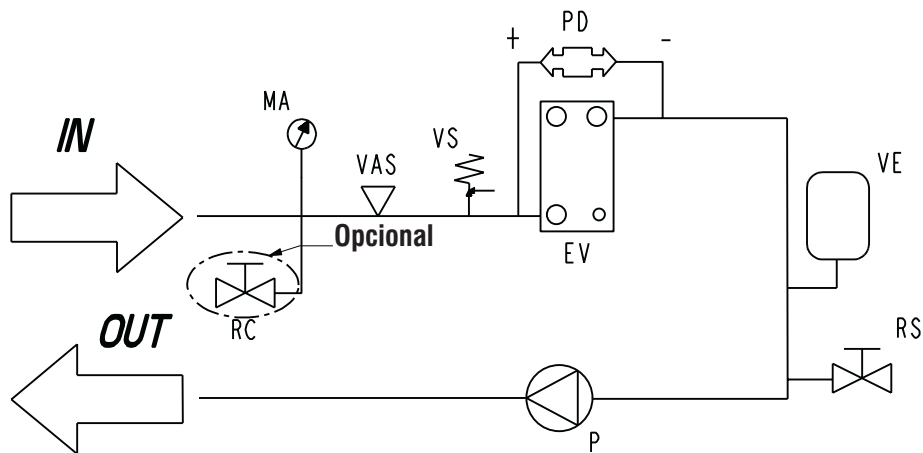 + PD -
MA
IN
VAS
VS
VE
Opcional
EV
RC
OUT
RS
P